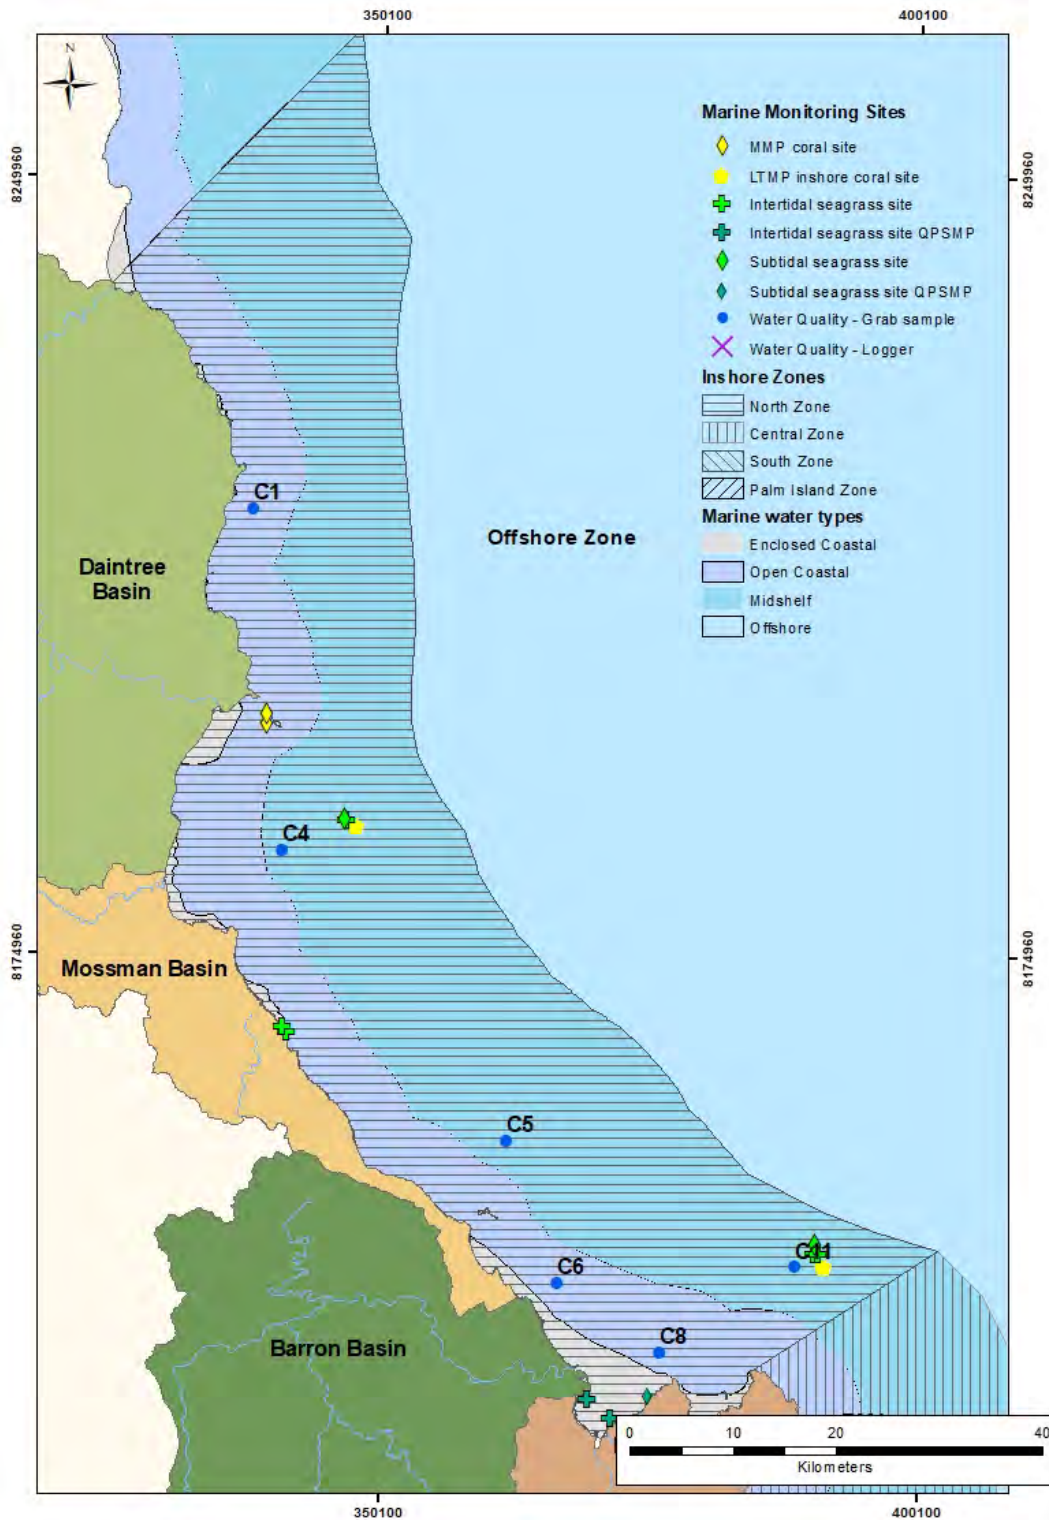 350100
400100
N
8249960
8249960
Marine Monitoring Sites
MMP coral site
LTMP inshore coral site
Intertidal seagrass site
Intertidal seagrass site QPSMP
Subtidal seagrass site
Subtidal seagrass site QPSMP
Water Quality - Grab sample
Water Quality - Logger
Inshore Zones
North Zone
Central Zone
South Zone
Palm Island Zone
Marine water types
Enclosed Coastal
Open Coastal
Midshelf
Offshore
C1
Offshore Zone
Daintree
Basin
C4
8174960
8174960
Mossman Basin
C5
C11
C6
C8
Barron Basin
0 10 20 40
Kilometers
350100
400100